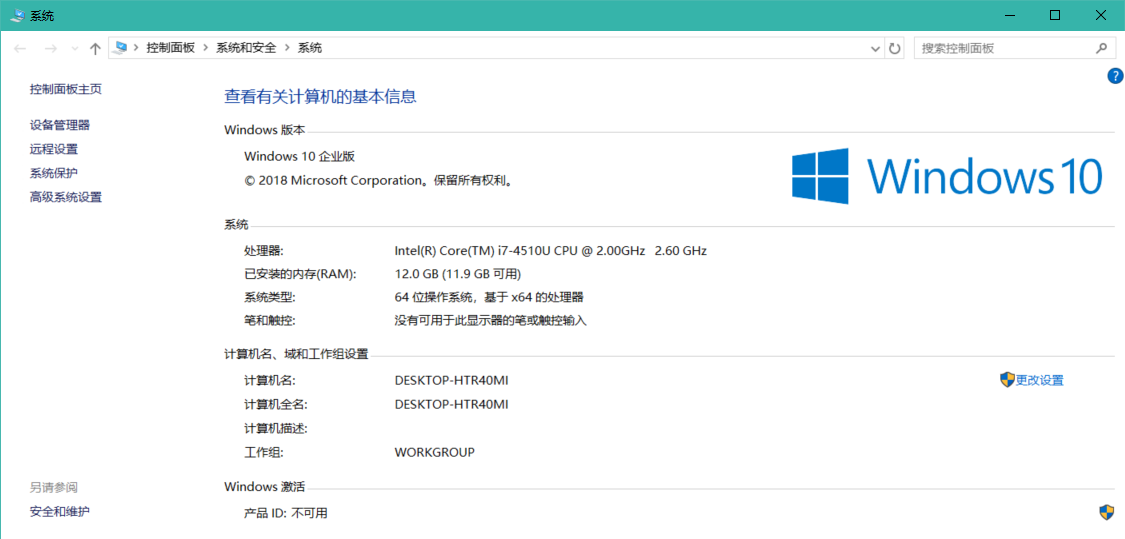 系统
控制面板 › 系统和安全 › 系统
搜索控制面板
?
控制面板主页
设备管理器
远程设置
系统保护
高级系统设置
查看有关计算机的基本信息
Windows 版本
Windows 10 企业版
© 2018 Microsoft Corporation。保留所有权利。
Windows 10
系统
处理器: Intel(R) Core(TM) i7-4510U CPU @ 2.00GHz 2.60 GHz
已安装的内存(RAM): 12.0 GB (11.9 GB 可用)
系统类型: 64 位操作系统，基于 x64 的处理器
笔和触控: 没有可用于此显示器的笔或触控输入
计算机名、域和工作组设置
计算机名: DESKTOP-HTR40MI 更改设置
计算机全名: DESKTOP-HTR40MI
计算机描述:
工作组: WORKGROUP
Windows 激活
产品 ID: 不可用
另请参阅
安全和维护